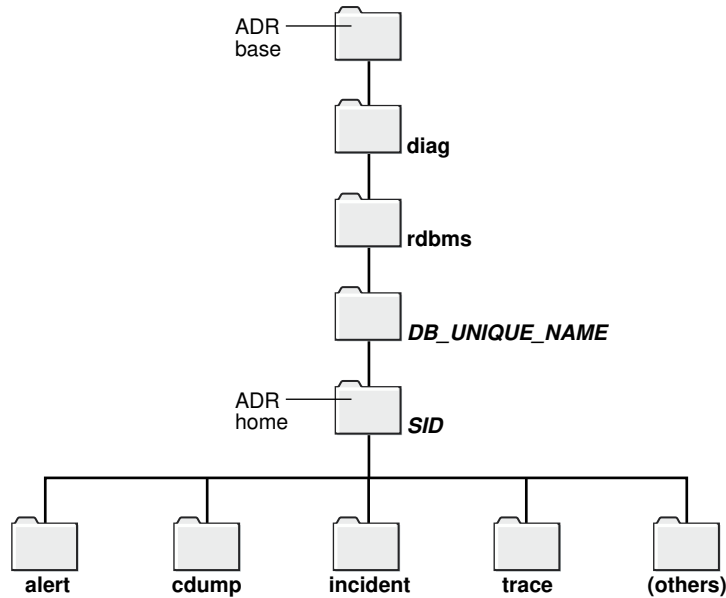 ADR
base
diag
rdbms
DB_UNIQUE_NAME
ADR
home
SID
alert
cdump
incident
trace
(others)